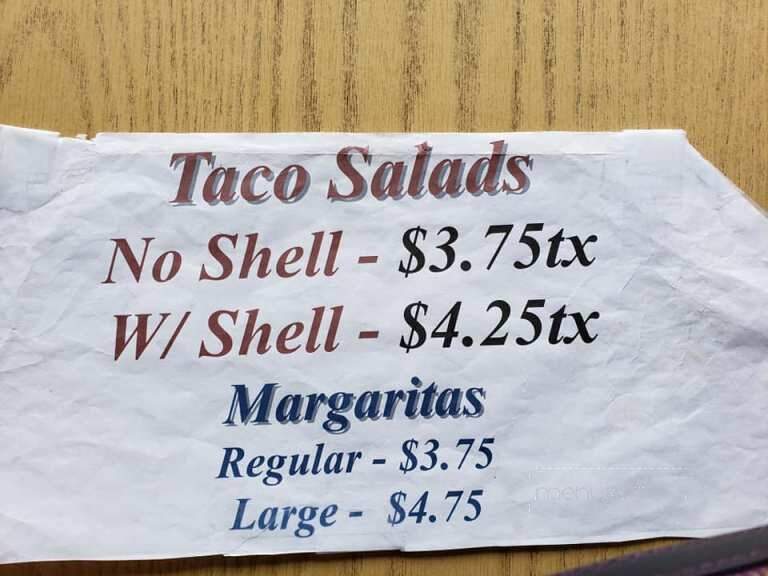 Taco Salads
No Shell - $3.75tx
W/ Shell - $4.25tx
Margaritas
Regular - $3.75
Large - $4.75